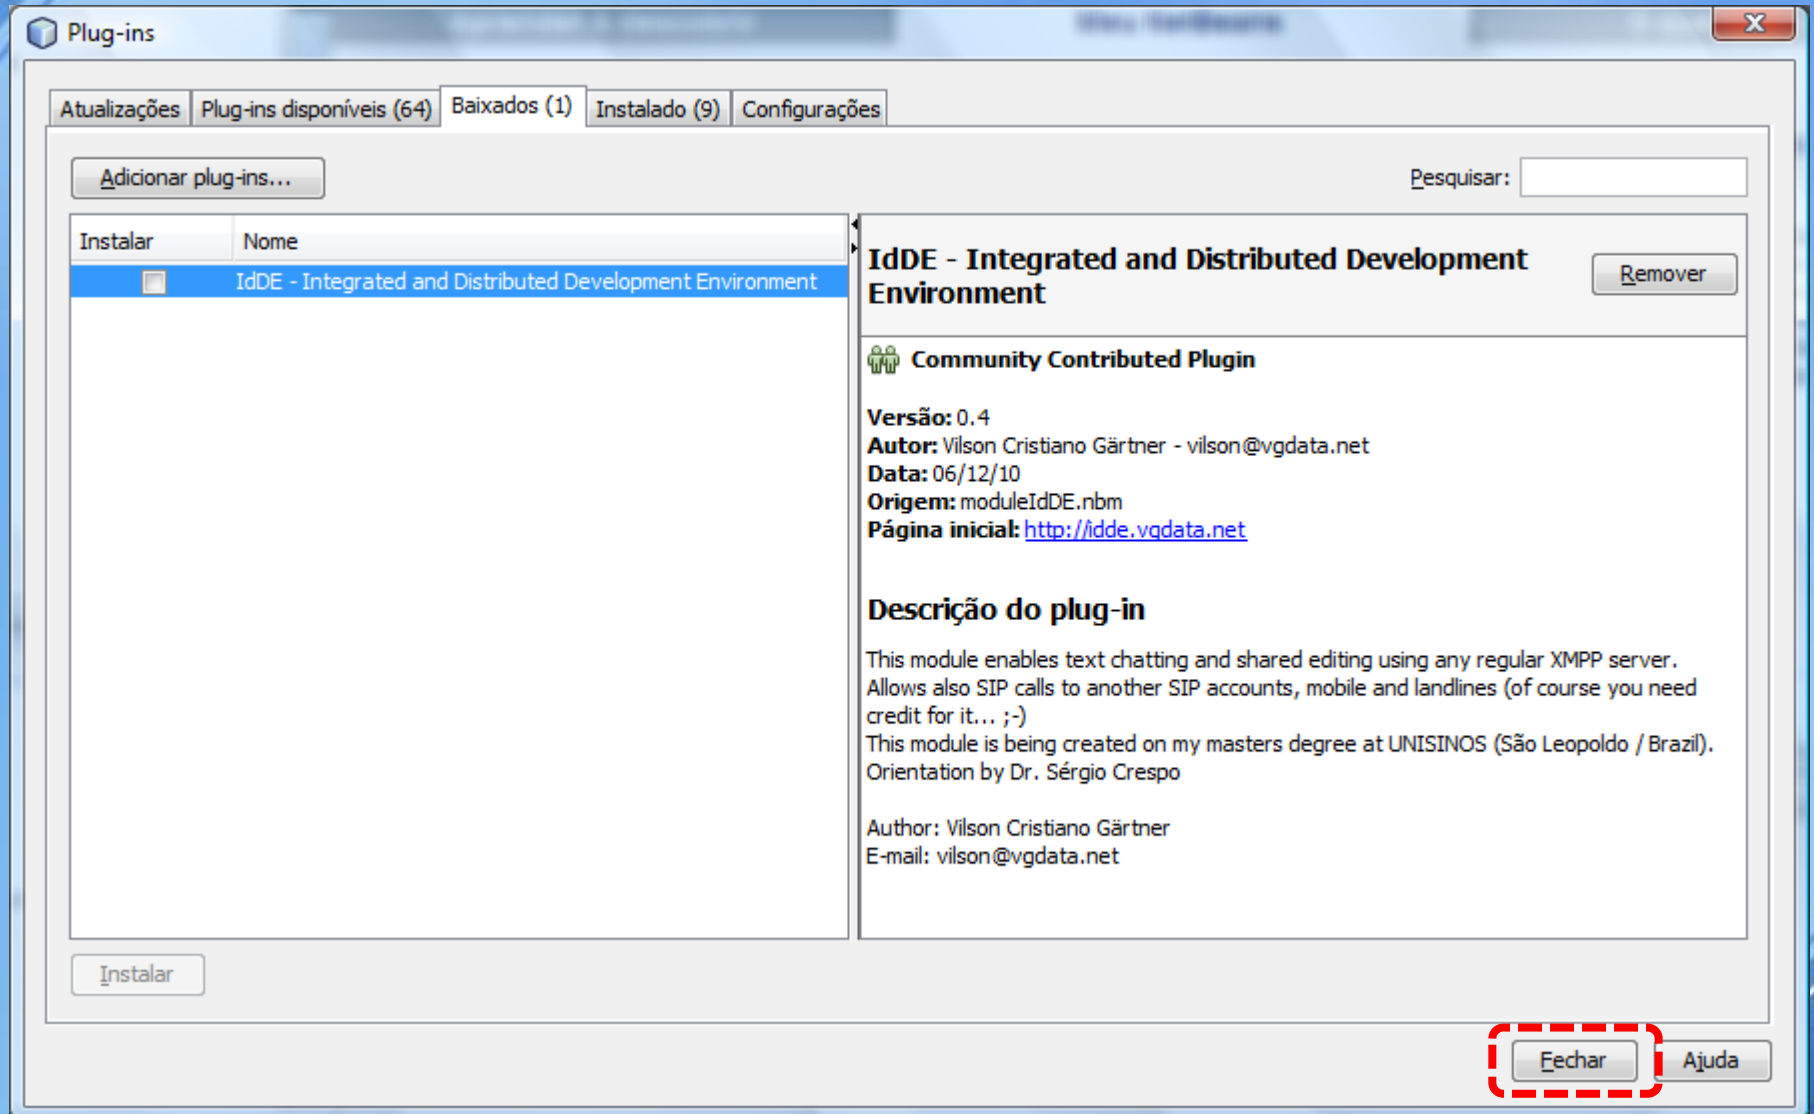 Plug-ins
Atualizações
Plug-ins disponíveis (64)
Baixados (1)
Instalado (9)
Configurações
Adicionar plug-ins...
Pesquisar:
Instalar
Nome
IdDE - Integrated and Distributed Development Environment
IdDE - Integrated and Distributed Development
Environment
Remover
Community Contributed Plugin
Versão: 0.4
Autor: Vilson Cristiano Gärtner - vilson@vgdata.net
Data: 06/12/10
Origem: moduleIdDE.nbm
Página inicial: http://idde.vgdata.net
Descrição do plug-in
This module enables text chatting and shared editing using any regular XMPP server.
Allows also SIP calls to another SIP accounts, mobile and landlines (of course you need
credit for it... ;-)
This module is being created on my masters degree at UNISINOS (São Leopoldo / Brazil).
Orientation by Dr. Sérgio Crespo
Author: Vilson Cristiano Gärtner
E-mail: vilson@vgdata.net
Instalar
Fechar
Ajuda